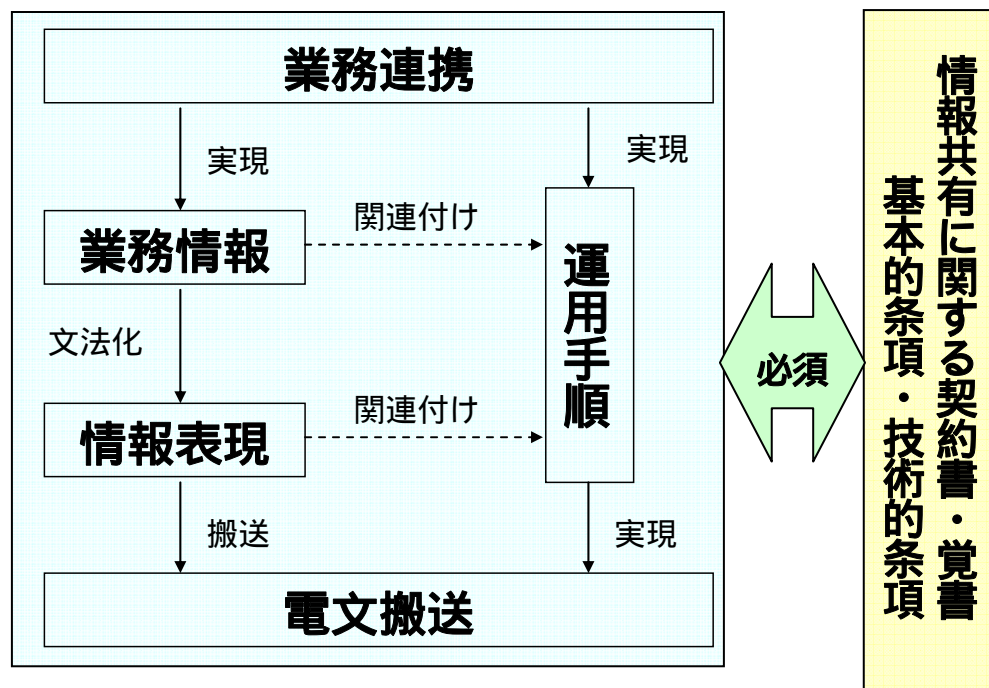 業務連携
実現
実現
業務情報
関連付け
運用手順
文法化
情報表現
関連付け
搬送
実現
電文搬送
必須
情報共有に関する契約書・覚書
基本的条項・技術的条項